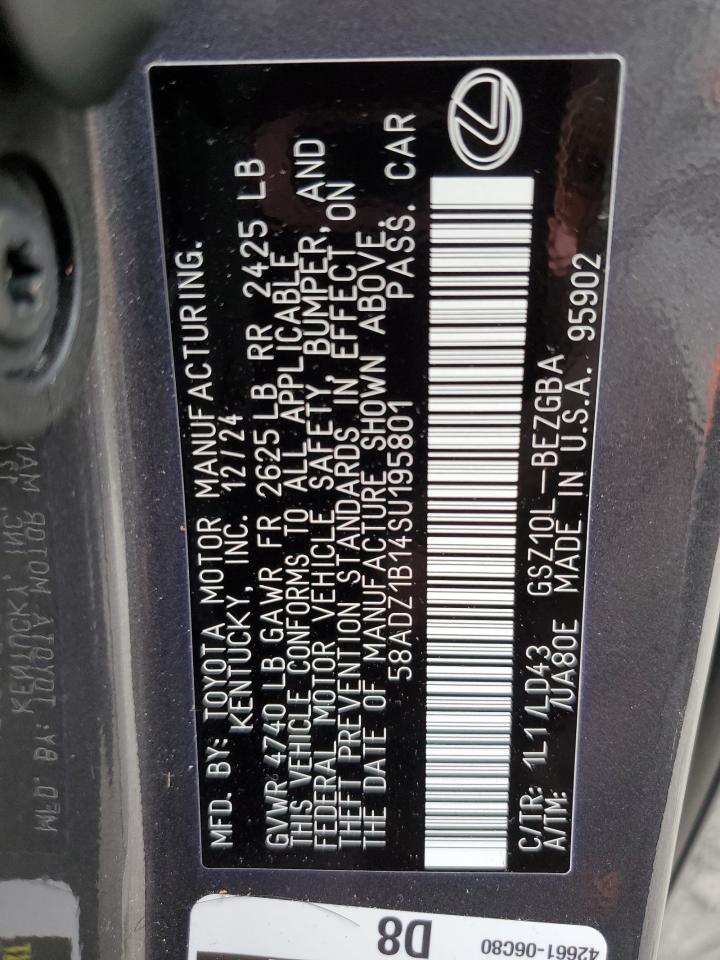 MFD. BY: TOYOTA MOTOR MANUFACTURING.
KENTUCKY, INC. 12/24
GVWR 4740 LB GAWR FR 2625 LB RR 2425 LB
THIS VEHICLE CONFORMS TO ALL APPLICABLE
FEDERAL MOTOR VEHICLE SAFETY, BUMPER, AND
THEFT PREVENTION STANDARDS IN EFFECT ON
THE DATE OF MANUFACTURE SHOWN ABOVE.
58ADZ1B14SU195801 PASS. CAR
C/TR: 1L1/LD43 GSZ10L-BEZGBA
A/TM: /UA80E MADE IN U.S.A. 95902
D8
42661-06C80